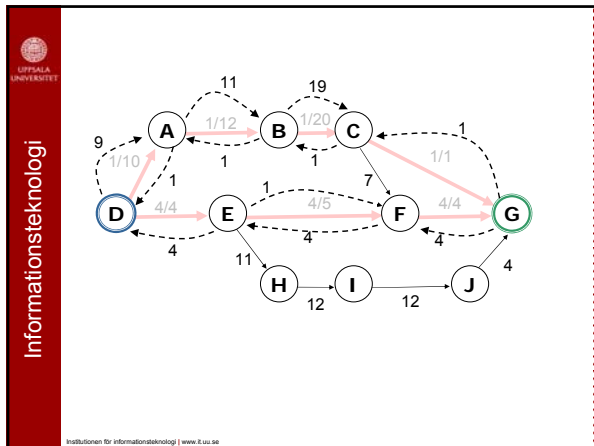 UPPSALA
UNIVERSITET
Informationsteknologi
11
19
A
1/12
B
1/20
C
1
9
1/10
1
1
1
1/1
7
D
4/4
E
1
4/5
F
4/4
G
4
4
4
11
4
H
12
I
12
J
Institutionen för informationsteknologi | www.it.uu.se